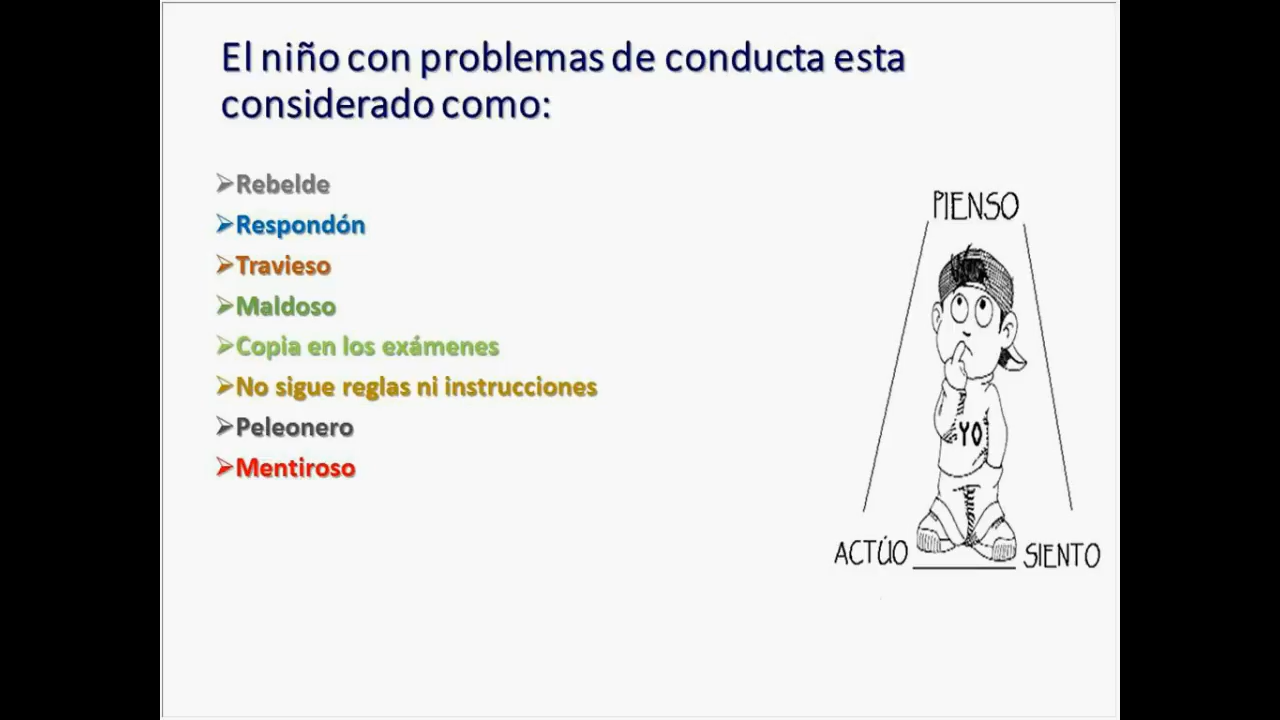 El niño con problemas de conducta esta
considerado como:
Rebelde
Respondón
Travieso
Maldoso
Copia en los exámenes
No sigue reglas ni instrucciones
Peleonero
Mentiroso
PIENSO
YO
ACTÚO
SIENTO